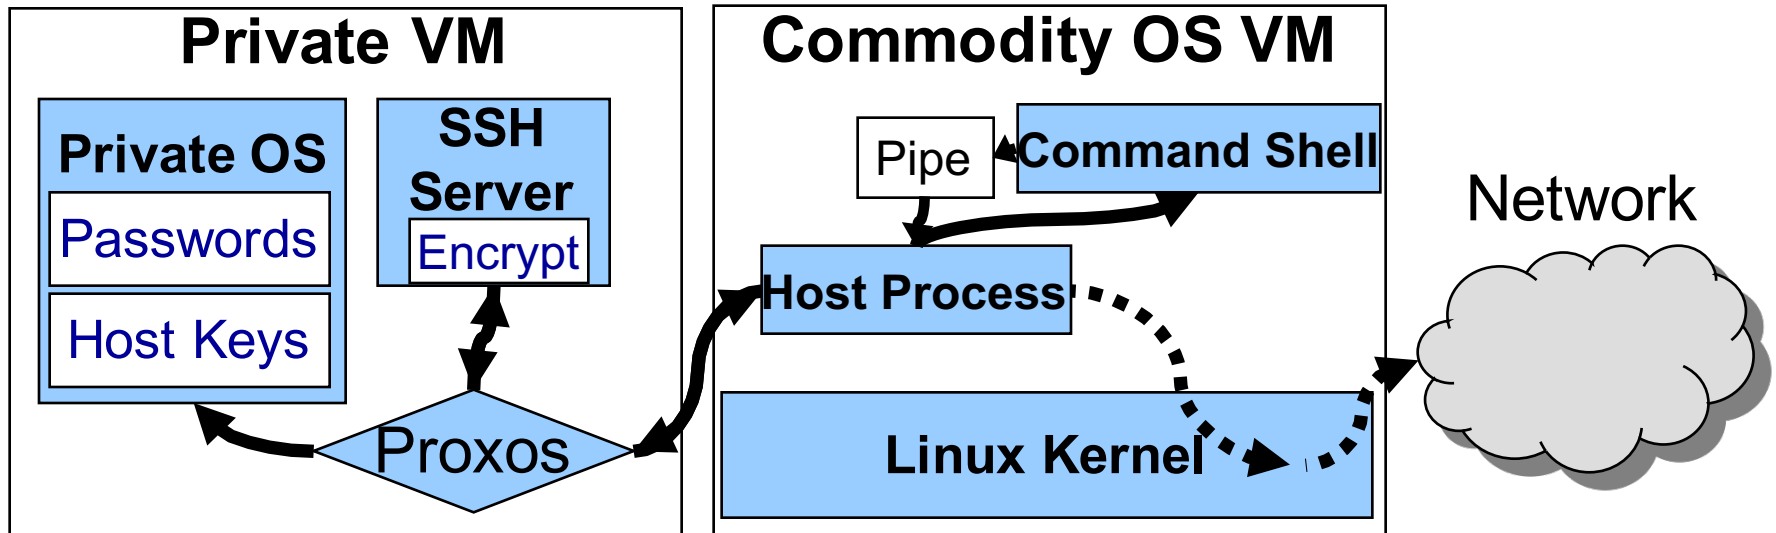 Private VM
Private OS
Passwords
Host Keys
SSH
Server
Encrypt
Proxos
Commodity OS VM
Pipe
Command Shell
Host Process
Linux Kernel
Network